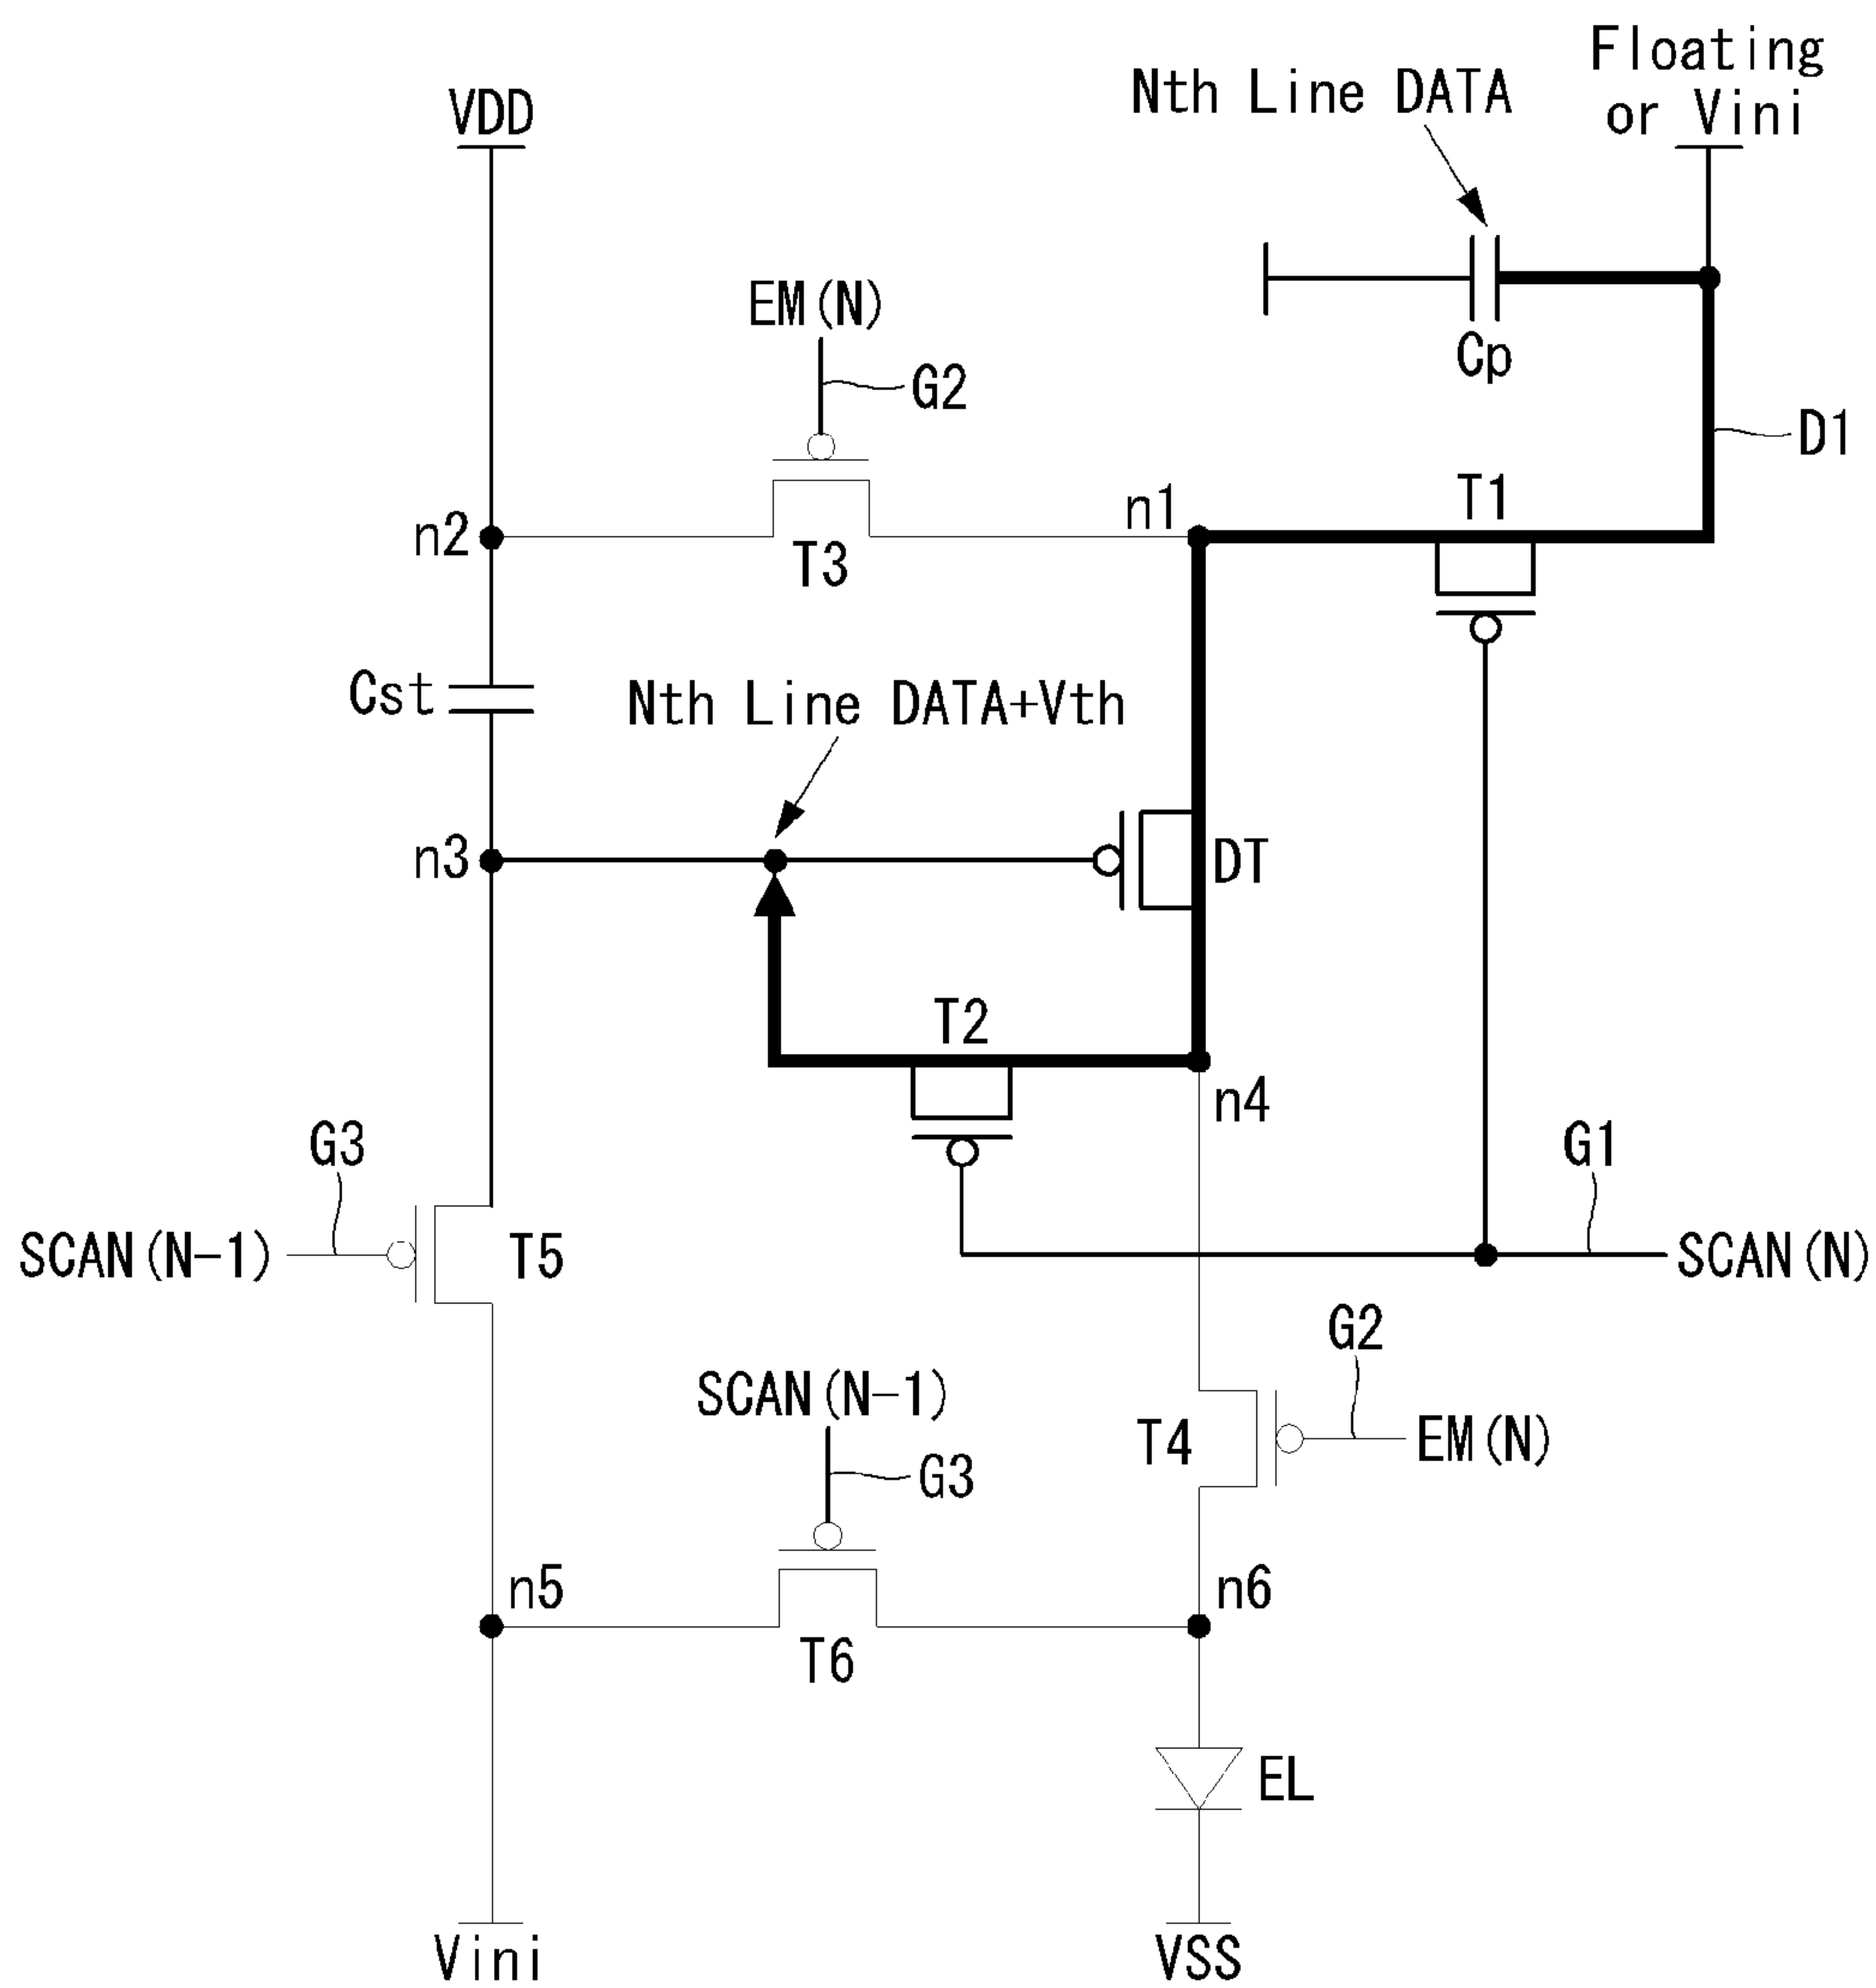 Floating
or Vini
Nth Line DATA
VDD
EM(N)
G2
Cp
D1
T1
n1
n2
T3
Cst
Nth Line DATA+Vth
n3
DT
T2
n4
G3
G1
SCAN(N-1)
T5
SCAN(N)
G2
SCAN(N-1)
T4
EM(N)
G3
n5
n6
T6
EL
Vini
VSS